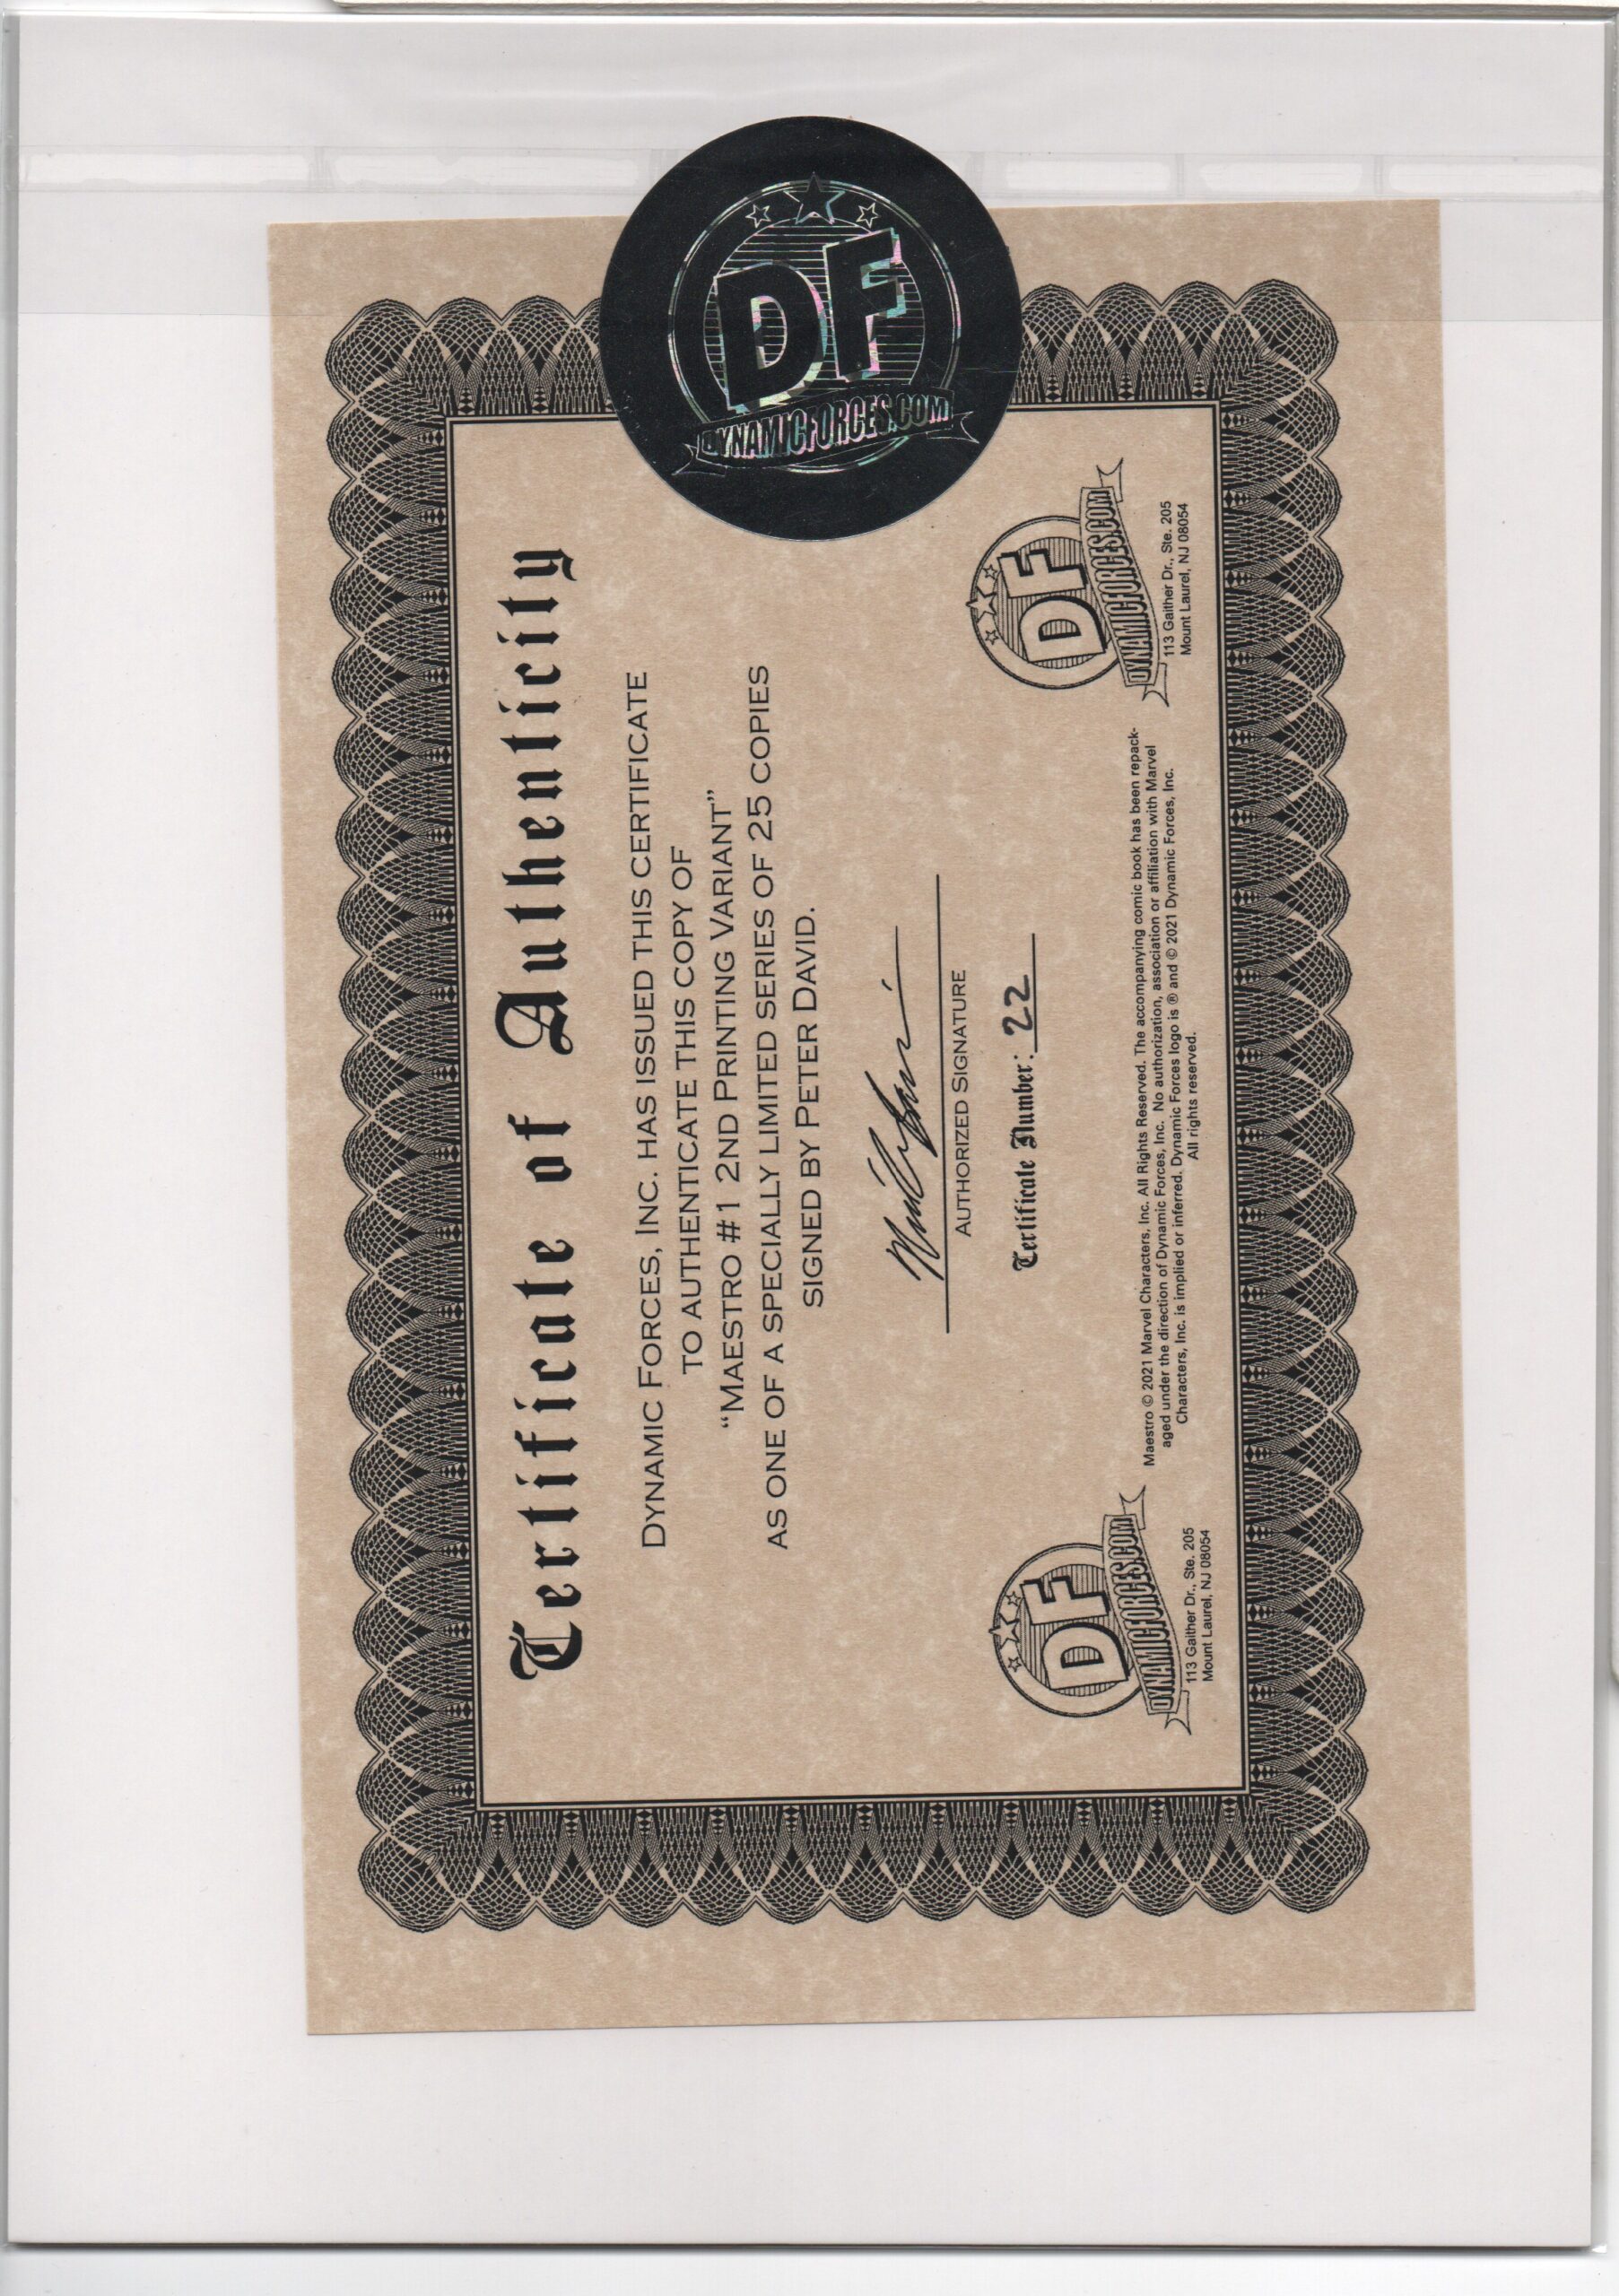 DF
DYNAMICFORCES.COM
Certificate of Authenticity
DYNAMIC FORCES, INC. HAS ISSUED THIS CERTIFICATE
TO AUTHENTICATE THIS COPY OF
“MAESTRO #1 2ND PRINTING VARIANT”
AS ONE OF A SPECIALLY LIMITED SERIES OF 25 COPIES
SIGNED BY PETER DAVID.
AUTHORIZED SIGNATURE
Certificate Number: 22
DF
DYNAMICFORCES.COM
113 Gaither Dr., Ste. 205
Mount Laurel, NJ 08054
Maestro © 2021 Marvel Characters, Inc. All Rights Reserved. The accompanying comic book has been repack-
aged under the direction of Dynamic Forces, Inc. No authorization, association or affiliation with Marvel
Characters, Inc. is implied or inferred. Dynamic Forces logo is ® and © 2021 Dynamic Forces, Inc.
All rights reserved.
DF
DYNAMICFORCES.COM
113 Gaither Dr., Ste. 205
Mount Laurel, NJ 08054